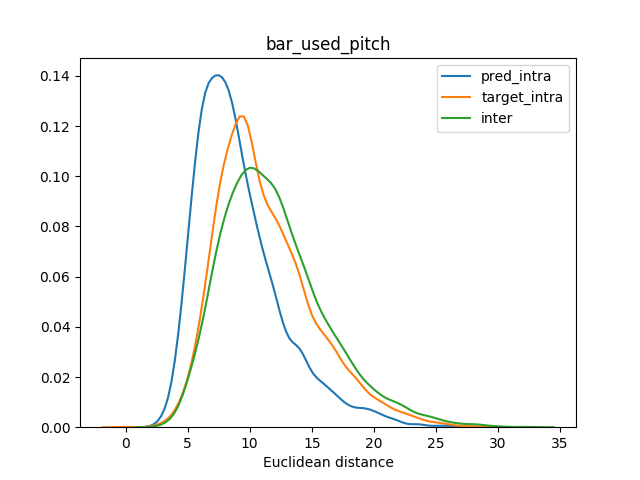 bar_used_pitch
pred_intra
target_intra
inter
0.14
0.12
0.10
0.08
0.06
0.04
0.02
0.00
0 5 10 15 20 25 30 35
Euclidean distance